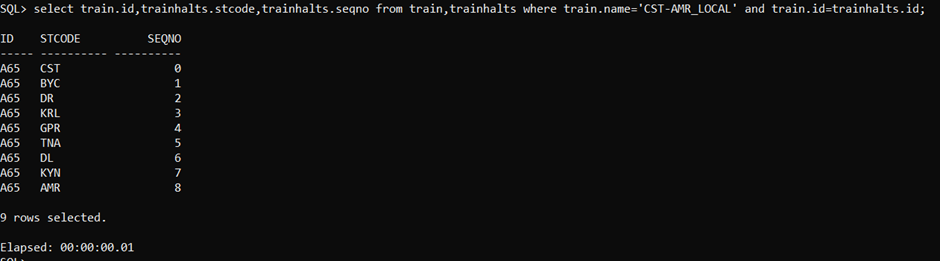 SQL> select train.id,trainhalts.stcode,trainhalts.seqno from train,trainhalts where train.name='CST-AMR_LOCAL' and train.id=trainhalts.id;
ID    STCODE          SEQNO
----- ---------- ----------
A65   CST                 0
A65   BYC                 1
A65   DR                  2
A65   KRL                 3
A65   GPR                 4
A65   TNA                 5
A65   DL                  6
A65   KYN                 7
A65   AMR                 8
9 rows selected.
Elapsed: 00:00:00.01
SQL>